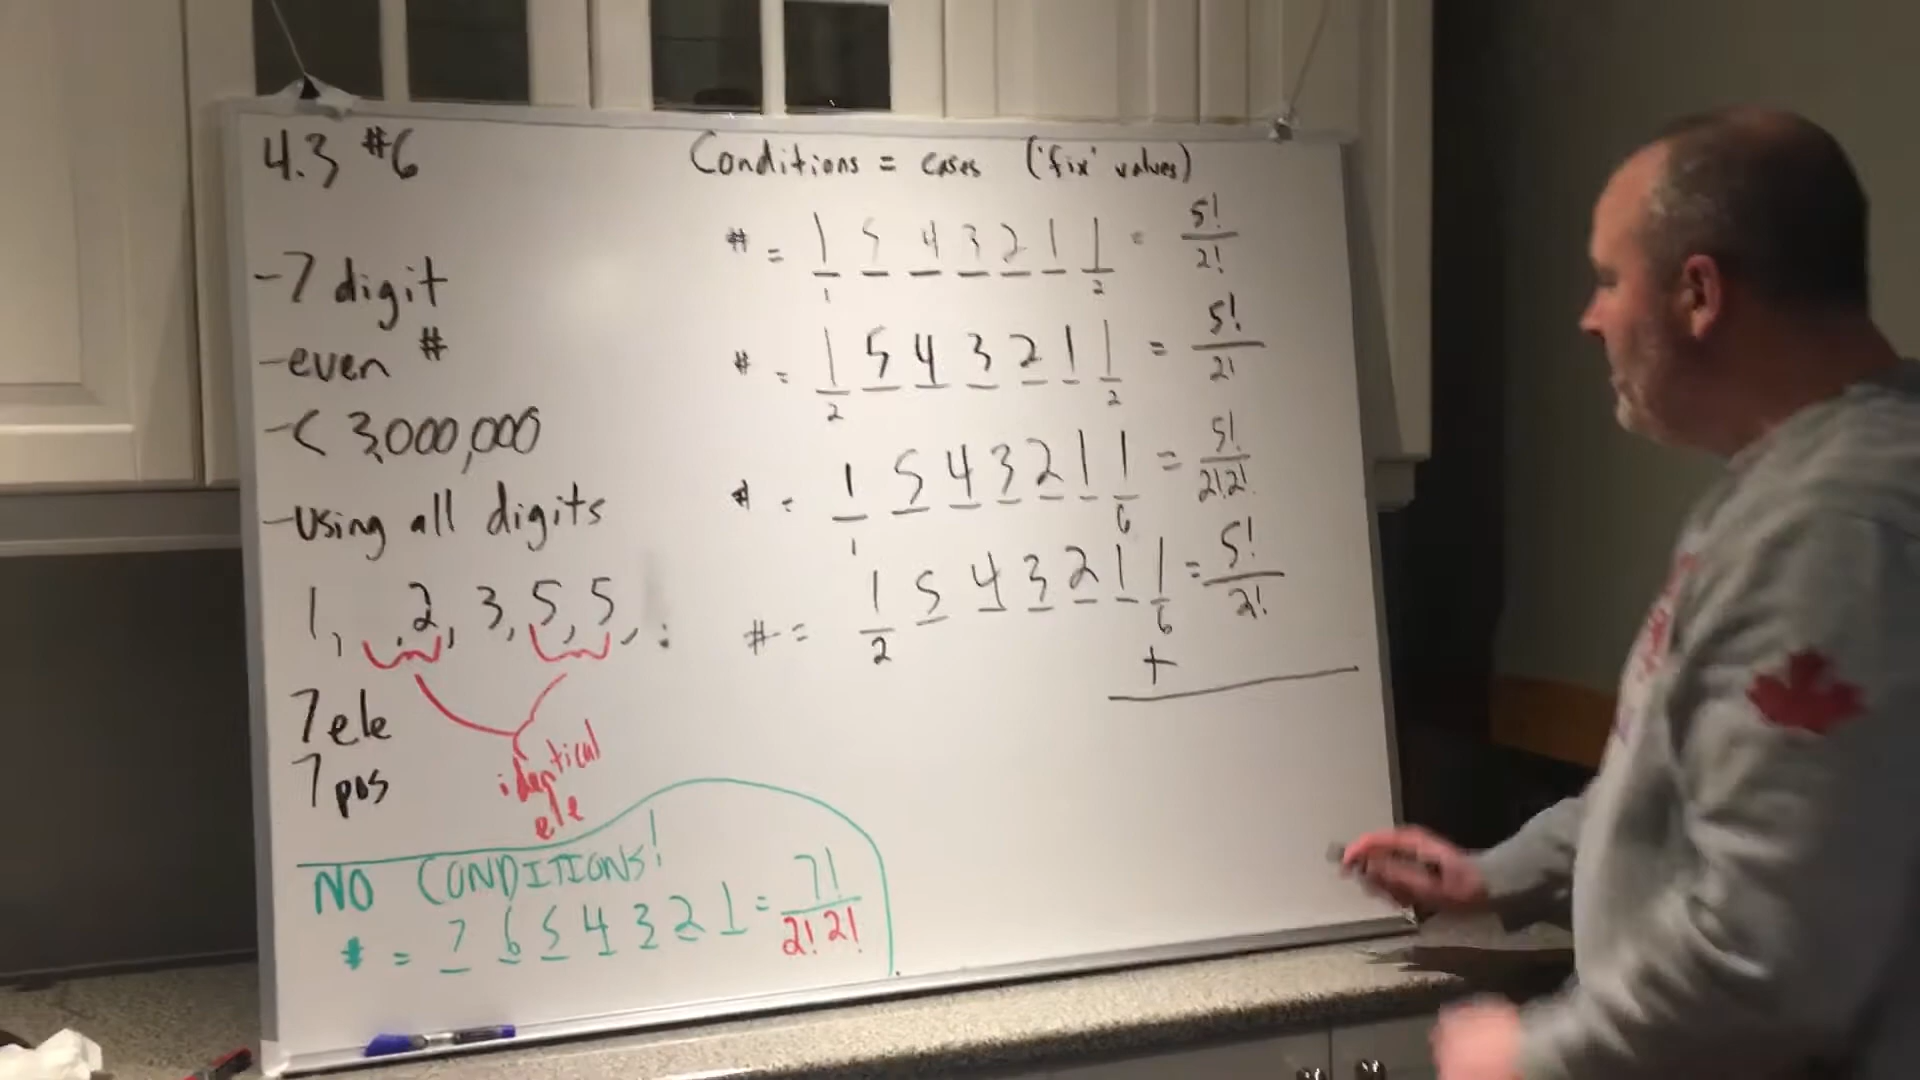 4.3 #6
-7 digit
-even #
-< 3,000,000
-using all digits
1, , 2, 3, 5, 5, :
7 ele
7 pos
identical
ele
NO CONDITIONS!
# = 7 6 5 4 3 2 1 = 7!
2! 2!
Conditions = cases ('fix' values)
# = 1 5 4 3 2 1 1 = 5!
1 2 2!
# = 1 5 4 3 2 1 1 = 5!
2 2 2!
# = 1 5 4 3 2 1 1 = 5!
1 6 2!2!
# = 1 5 4 3 2 1 1 = 5!
2 6 2!
+